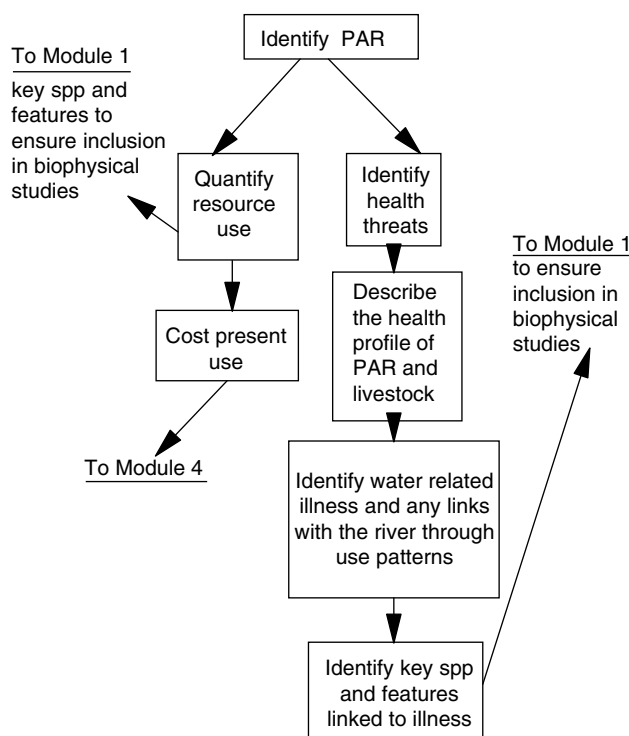 Identify PAR
To Module 1
key spp and
features to
ensure inclusion
in biophysical
studies
Quantify
resource
use
Identify
health
threats
To Module 1
to ensure
inclusion in
biophysical
studies
Describe
the health
profile of
PAR and
livestock
Cost present
use
To Module 4
Identify water related
illness and any links
with the river through
use patterns
Identify key spp
and features
linked to illness